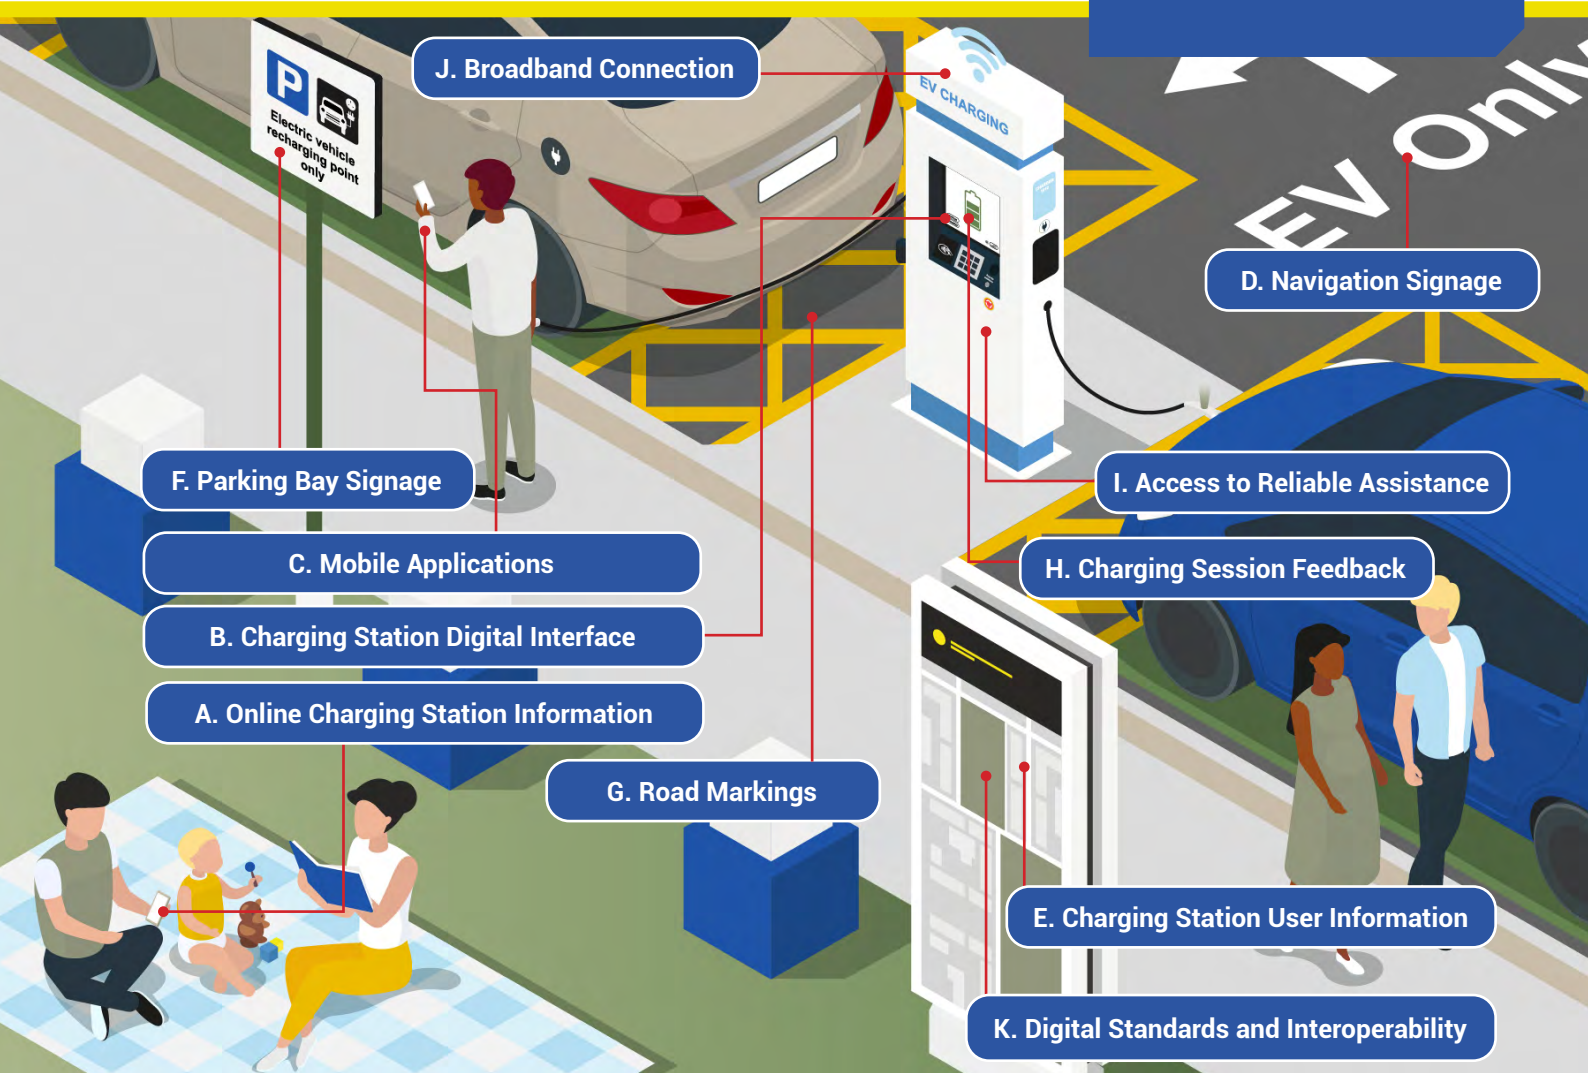 J. Broadband Connection
P
Electric vehicle
recharging point
only
EV CHARGING
EV Only
D. Navigation Signage
F. Parking Bay Signage
I. Access to Reliable Assistance
C. Mobile Applications
H. Charging Session Feedback
B. Charging Station Digital Interface
A. Online Charging Station Information
G. Road Markings
E. Charging Station User Information
K. Digital Standards and Interoperability